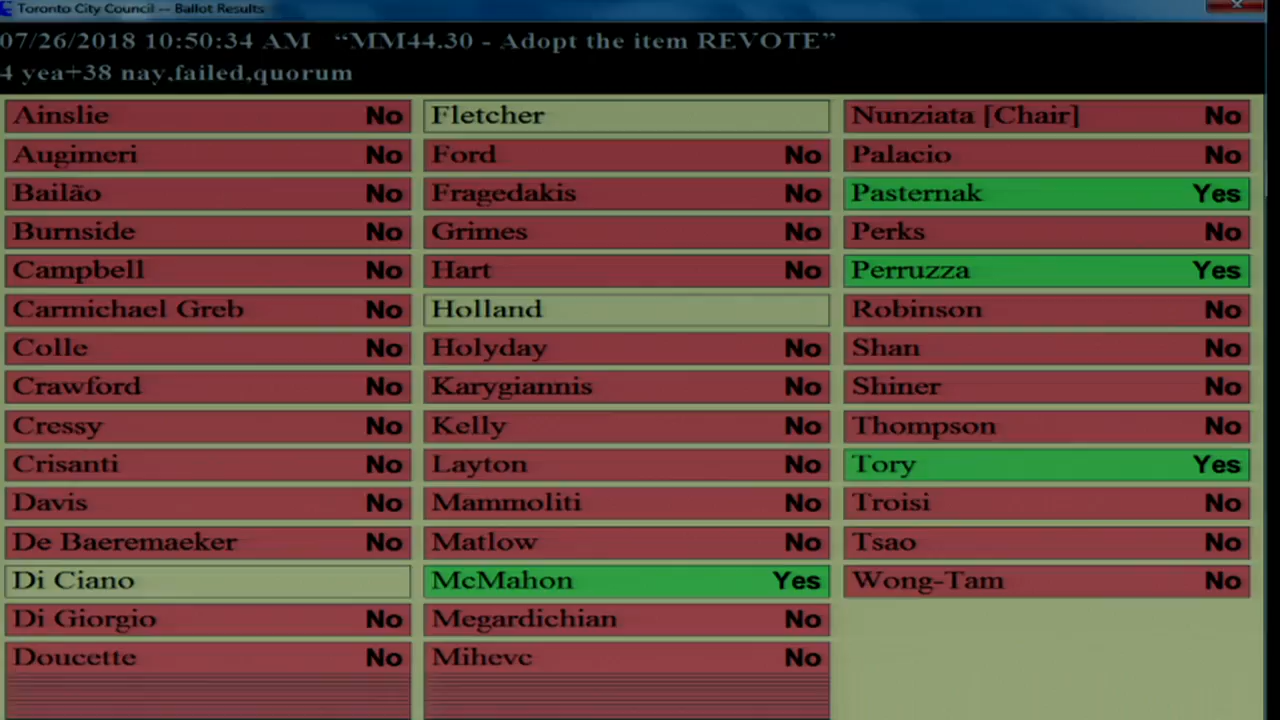 Toronto City Council -- Ballot Results
07/26/2018 10:50:34 AM “MM44.30 - Adopt the item REVOTE”
4 yea+38 nay,failed,quorum
Ainslie No
Augimeri No
Bailão No
Burnside No
Campbell No
Carmichael Greb No
Colle No
Crawford No
Cressy No
Crisanti No
Davis No
De Baeremaeker No
Di Ciano
Di Giorgio No
Doucette No
Fletcher
Ford No
Fragedakis No
Grimes No
Hart No
Holland
Holyday No
Karygiannis No
Kelly No
Layton No
Mammoliti No
Matlow No
McMahon Yes
Megardichian No
Mihevc No
Nunziata [Chair] No
Palacio No
Pasternak Yes
Perks No
Perruzza Yes
Robinson No
Shan No
Shiner No
Thompson No
Tory Yes
Troisi No
Tsao No
Wong-Tam No